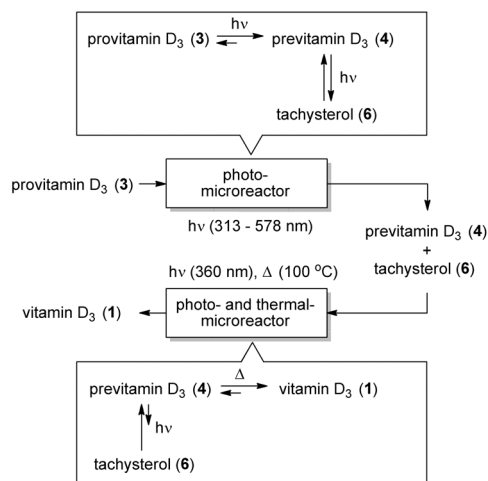 hν
provitamin D3 (3) previtamin D3 (4)
hν
tachysterol (6)
provitamin D3 (3)
photo-
microreactor
hν (313 - 578 nm)
previtamin D3 (4)
+
tachysterol (6)
hν (360 nm), Δ (100 °C)
vitamin D3 (1)
photo- and thermal-
microreactor
Δ
previtamin D3 (4) vitamin D3 (1)
hν
tachysterol (6)